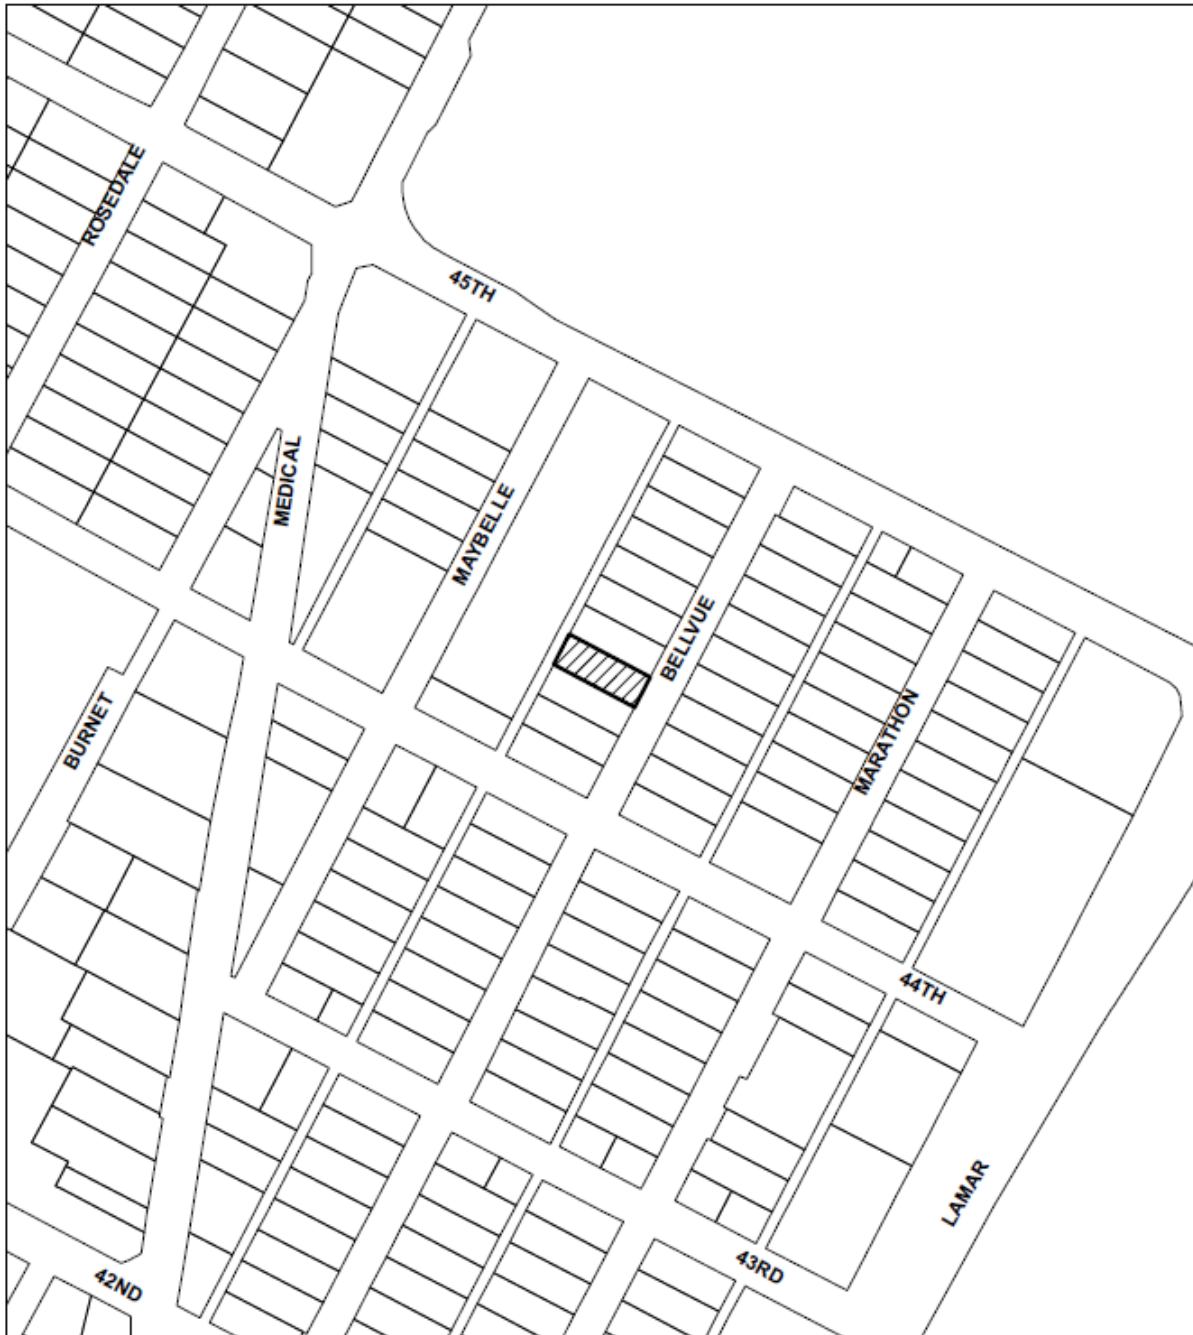 ROSEDALE
45TH
MEDICAL
MAYBELLE
BELLVUE
BURNET
MARATHON
44TH
LAMAR
43RD
42ND